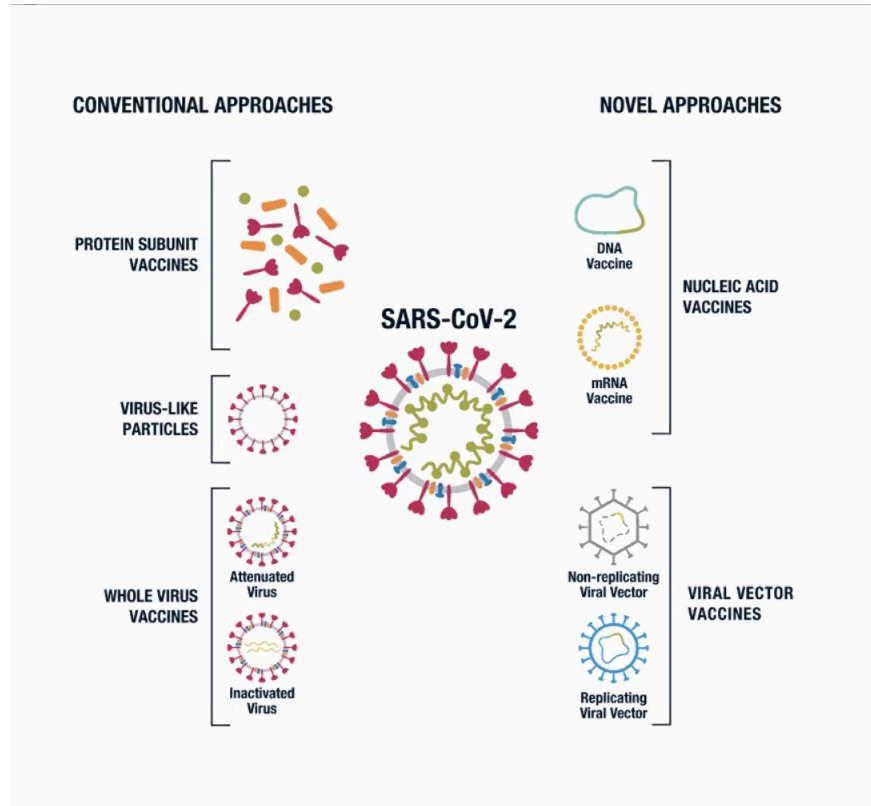 CONVENTIONAL APPROACHES
NOVEL APPROACHES
PROTEIN SUBUNIT
VACCINES
VIRUS-LIKE
PARTICLES
WHOLE VIRUS
VACCINES
Attenuated
Virus
Inactivated
Virus
SARS-CoV-2
DNA
Vaccine
mRNA
Vaccine
NUCLEIC ACID
VACCINES
Non-replicating
Viral Vector
Replicating
Viral Vector
VIRAL VECTOR
VACCINES